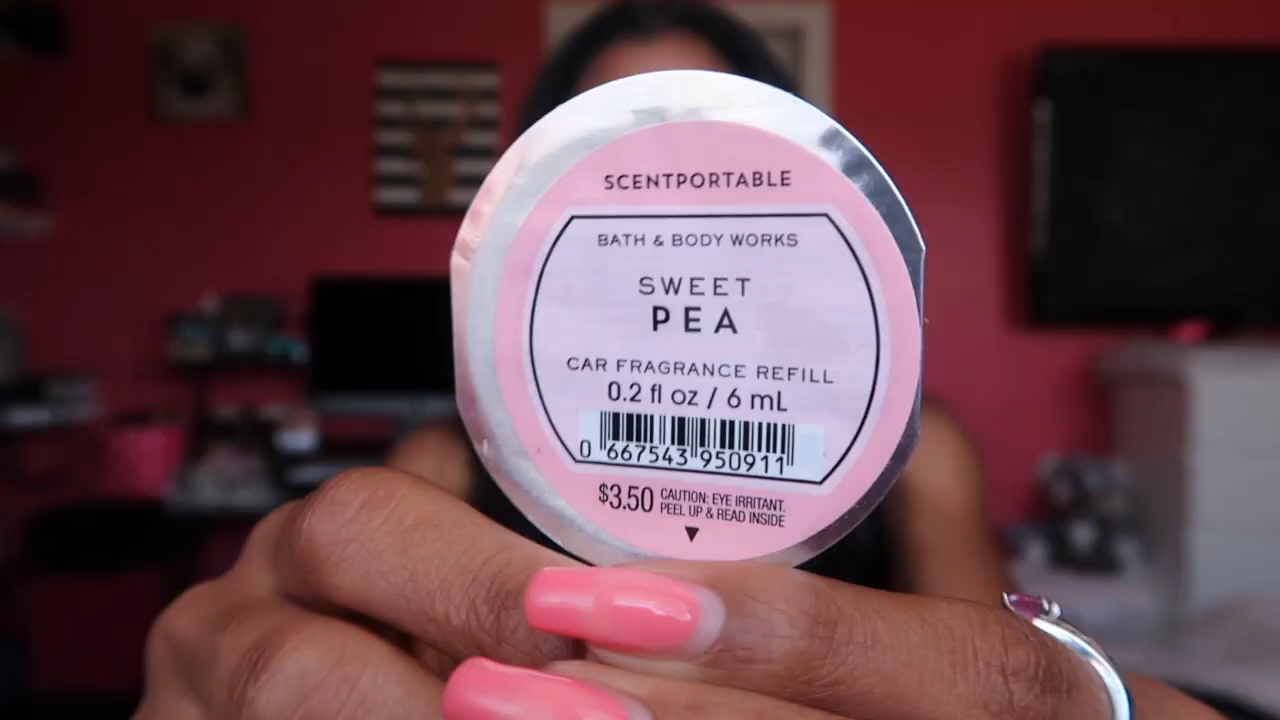 SCENTPORTABLE
BATH & BODY WORKS
SWEET
PEA
CAR FRAGRANCE REFILL
0.2 fl oz / 6 mL
0 667543 950911
$3.50 CAUTION: EYE IRRITANT.
PEEL UP & READ INSIDE